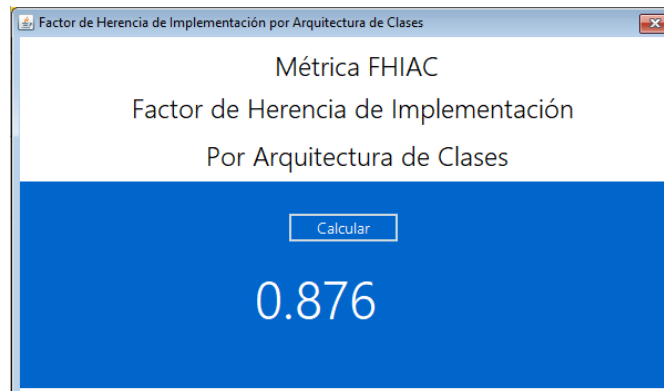 Factor de Herencia de Implementación por Arquitectura de Clases
Métrica FHIAC
Factor de Herencia de Implementación
Por Arquitectura de Clases
Calcular
0.876